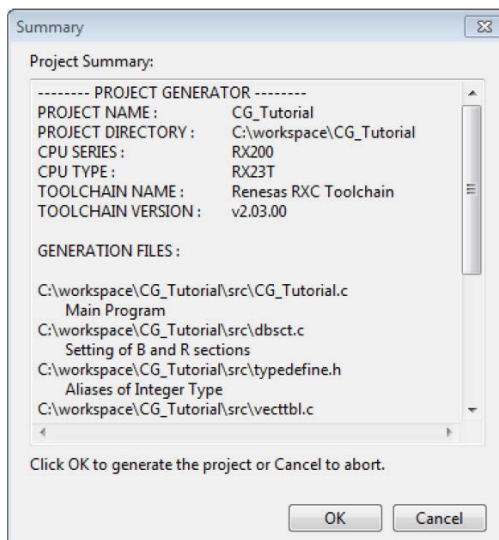 Summary
Project Summary:
-------- PROJECT GENERATOR --------
PROJECT NAME : CG_Tutorial
PROJECT DIRECTORY : C:\workspace\CG_Tutorial
CPU SERIES : RX200
CPU TYPE : RX23T
TOOLCHAIN NAME : Renesas RXC Toolchain
TOOLCHAIN VERSION : v2.03.00
GENERATION FILES :
C:\workspace\CG_Tutorial\src\CG_Tutorial.c
Main Program
C:\workspace\CG_Tutorial\src\dbsct.c
Setting of B and R sections
C:\workspace\CG_Tutorial\src\typedefine.h
Aliases of Integer Type
C:\workspace\CG_Tutorial\src\vecttbl.c
Click OK to generate the project or Cancel to abort.
OK Cancel